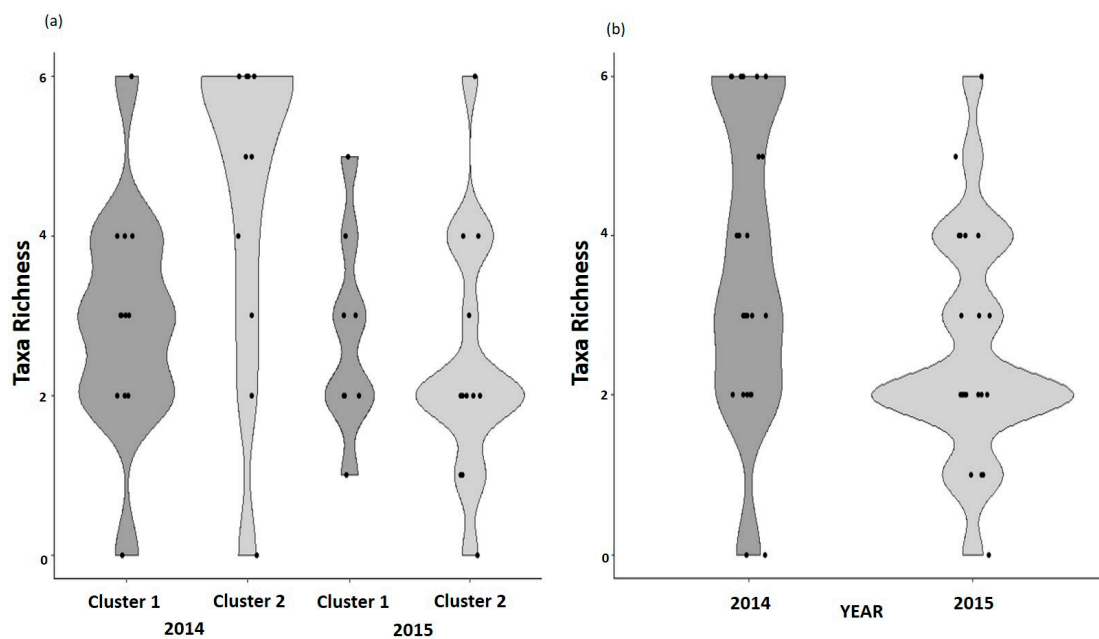 (a)
6
4
2
0
Taxa Richness
Cluster 1 Cluster 2 Cluster 1 Cluster 2
2014 2015
(b)
6
4
2
0
Taxa Richness
2014 2015
YEAR